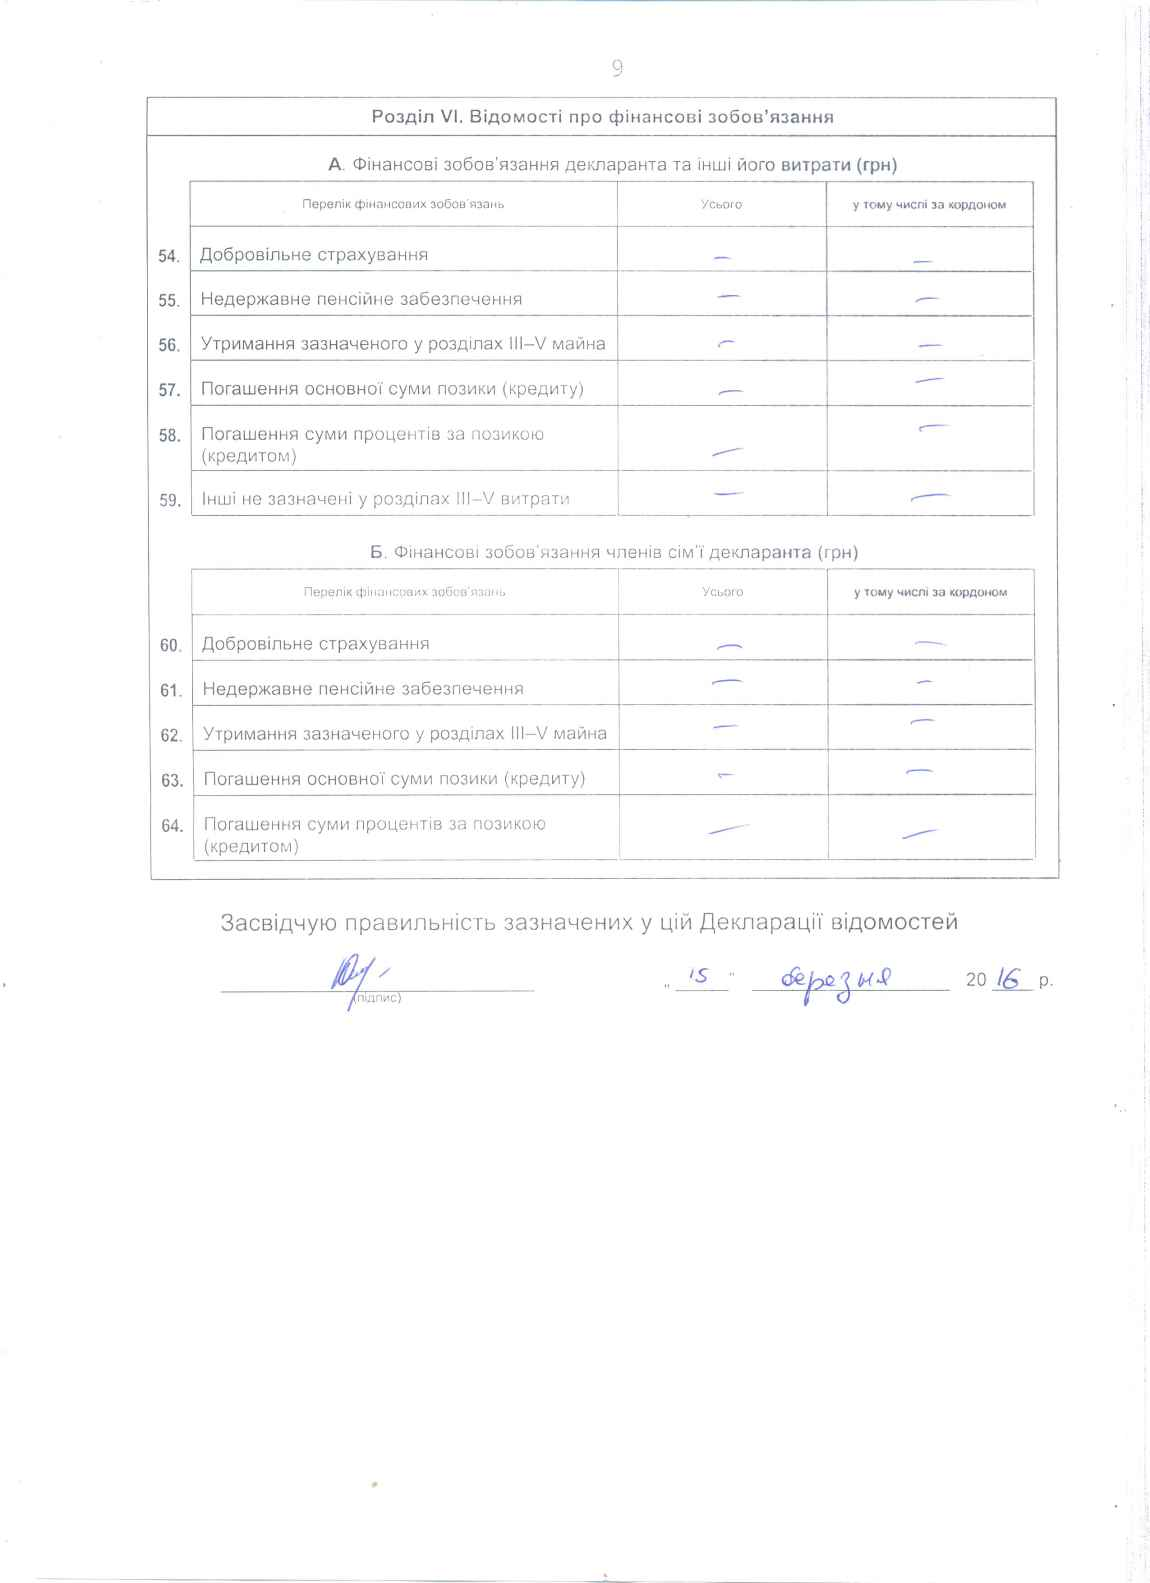 9
Розділ VI. Відомості про фінансові зобов'язання
А. Фінансові зобов'язання декларанта та інші його витрати (грн)
Перелік фінансових зобов'язань Усього у тому числі за кордоном
54. Добровільне страхування – –
55. Недержавне пенсійне забезпечення – –
56. Утримання зазначеного у розділах III–V майна – –
57. Погашення основної суми позики (кредиту) – –
58. Погашення суми процентів за позикою
(кредитом) – –
59. Інші не зазначені у розділах III–V витрати – –
Б. Фінансові зобов'язання членів сім'ї декларанта (грн)
Перелік фінансових зобов'язань Усього у тому числі за кордоном
60. Добровільне страхування – –
61. Недержавне пенсійне забезпечення – –
62. Утримання зазначеного у розділах III–V майна – –
63. Погашення основної суми позики (кредиту) – –
64. Погашення суми процентів за позикою
(кредитом) – –
Засвідчую правильність зазначених у цій Декларації відомостей
„ 15 " березня 2016 р.
(підпис)